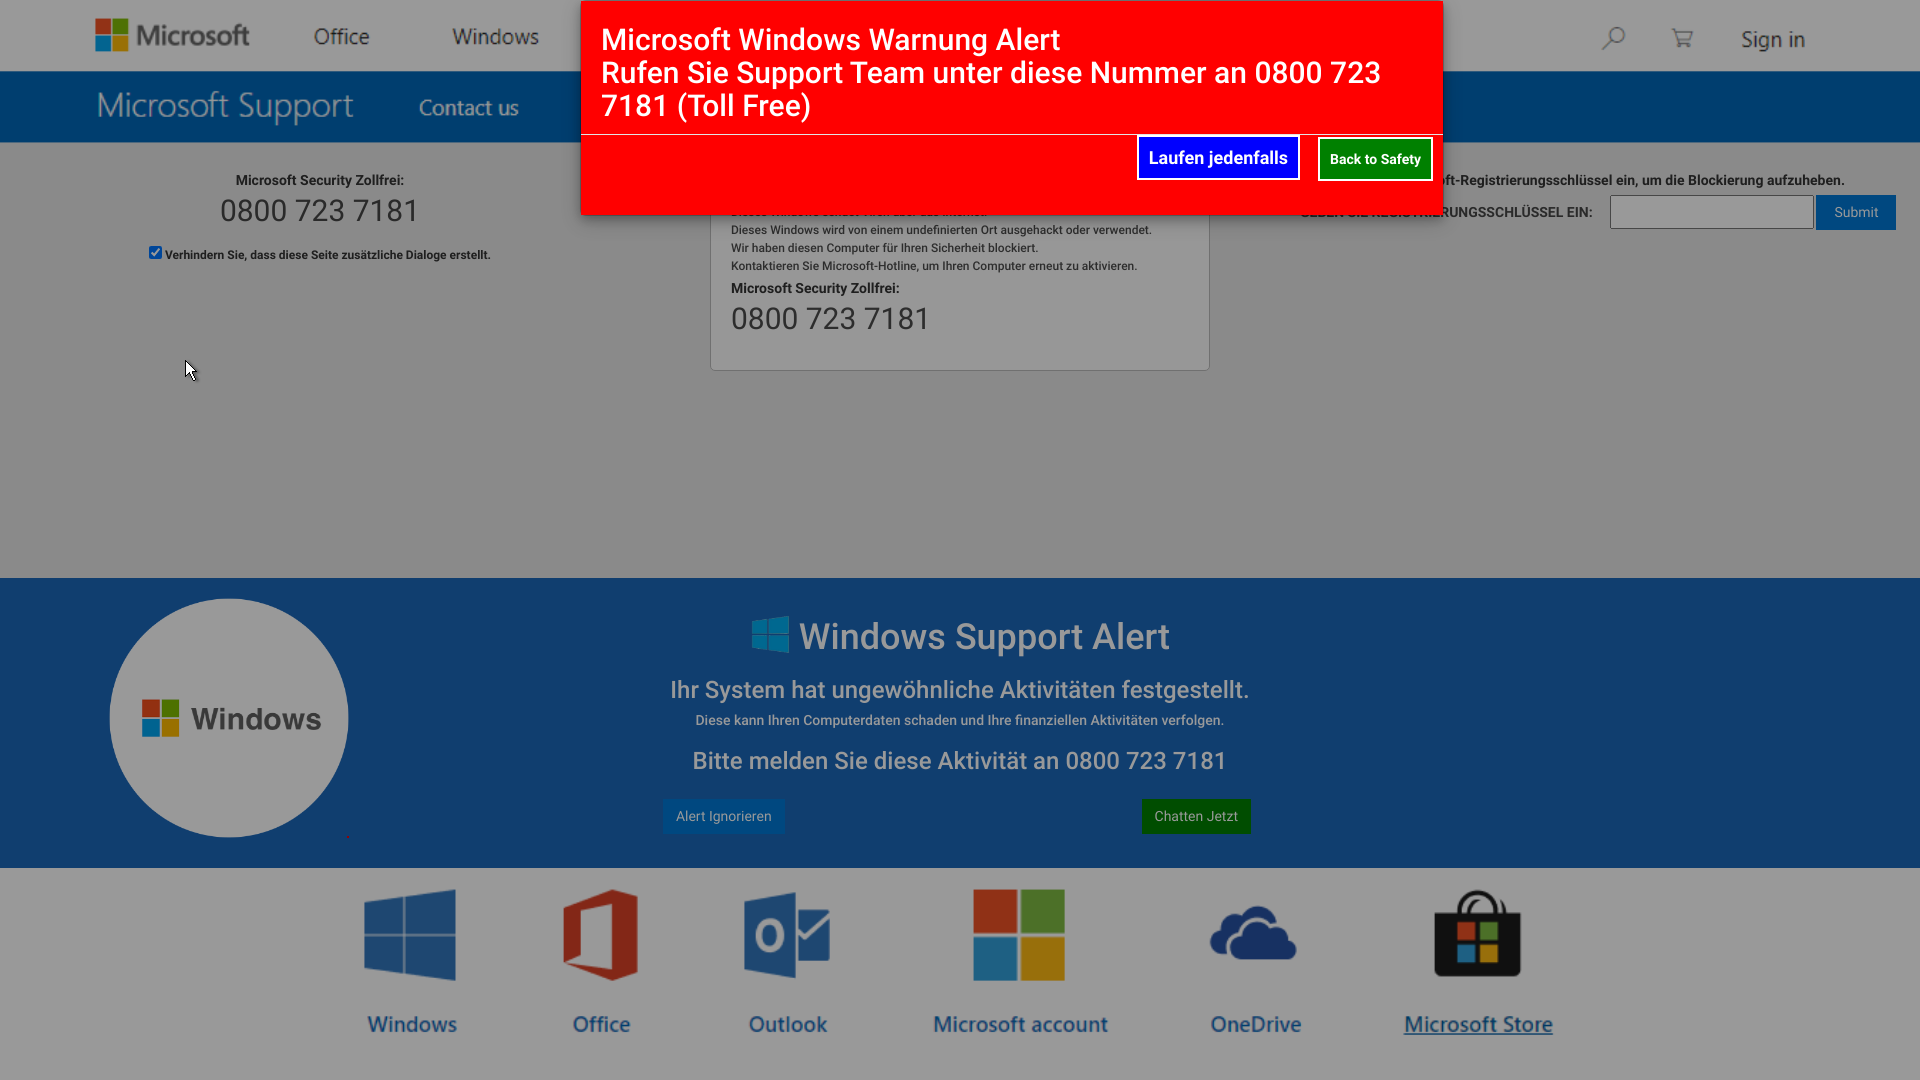 Microsoft
Office
Windows
Sign in
Microsoft Windows Warnung Alert
Rufen Sie Support Team unter diese Nummer an 0800 723
7181 (Toll Free)
Laufen jedenfalls
Back to Safety
Microsoft Support
Contact us
Microsoft Security Zollfrei:
0800 723 7181
Verhindern Sie, dass diese Seite zusätzliche Dialoge erstellt.
Dieses Windows wird von einem undefinierten Ort ausgehackt oder verwendet.
Wir haben diesen Computer für Ihren Sicherheit blockiert.
Kontaktieren Sie Microsoft-Hotline, um Ihren Computer erneut zu aktivieren.
Microsoft Security Zollfrei:
0800 723 7181
ft-Registrierungsschlüssel ein, um die Blockierung aufzuheben.
GEBEN SIE REGISTRIERUNGSSCHLÜSSEL EIN:
Submit
Windows
Windows Support Alert
Ihr System hat ungewöhnliche Aktivitäten festgestellt.
Diese kann Ihren Computerdaten schaden und Ihre finanziellen Aktivitäten verfolgen.
Bitte melden Sie diese Aktivität an 0800 723 7181
Alert Ignorieren
Chatten Jetzt
Windows
Office
Outlook
Microsoft account
OneDrive
Microsoft Store